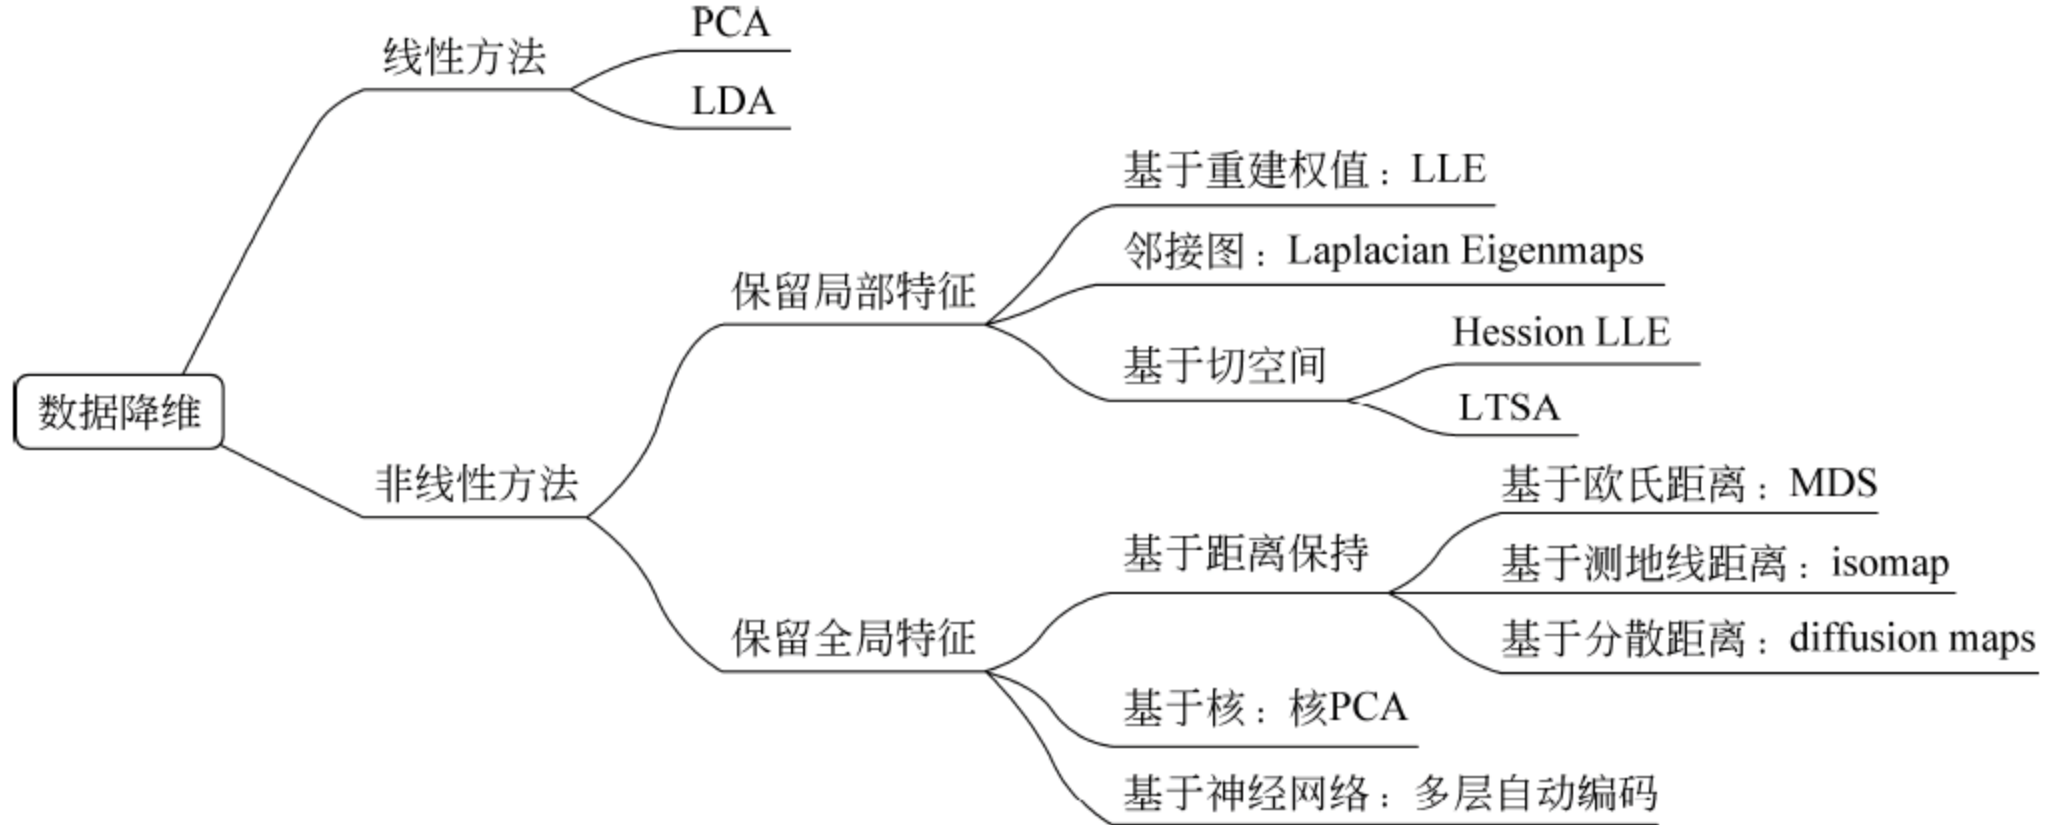 PCA
线性方法
LDA
基于重建权值：LLE
邻接图：Laplacian Eigenmaps
保留局部特征
Hession LLE
基于切空间
LTSA
数据降维
非线性方法
基于欧氏距离：MDS
基于距离保持
基于测地线距离：isomap
保留全局特征
基于分散距离：diffusion maps
基于核：核PCA
基于神经网络：多层自动编码